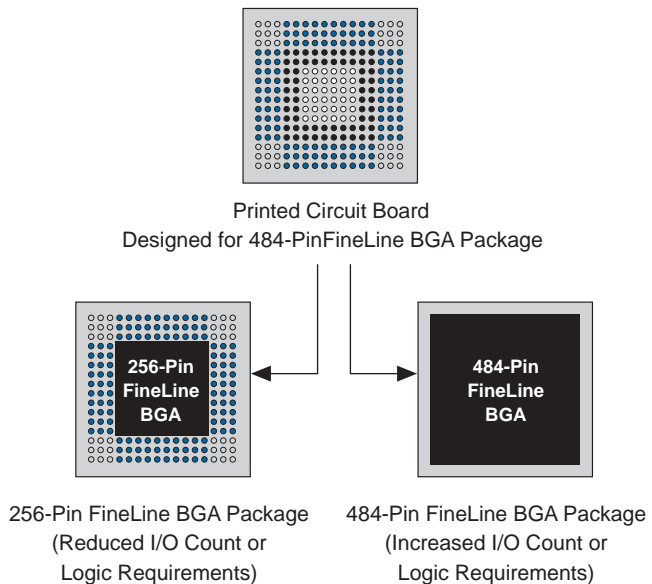 Printed Circuit Board
Designed for 484-PinFineLine BGA Package
256-Pin
FineLine
BGA
484-Pin
FineLine
BGA
256-Pin FineLine BGA Package
(Reduced I/O Count or
Logic Requirements)
484-Pin FineLine BGA Package
(Increased I/O Count or
Logic Requirements)